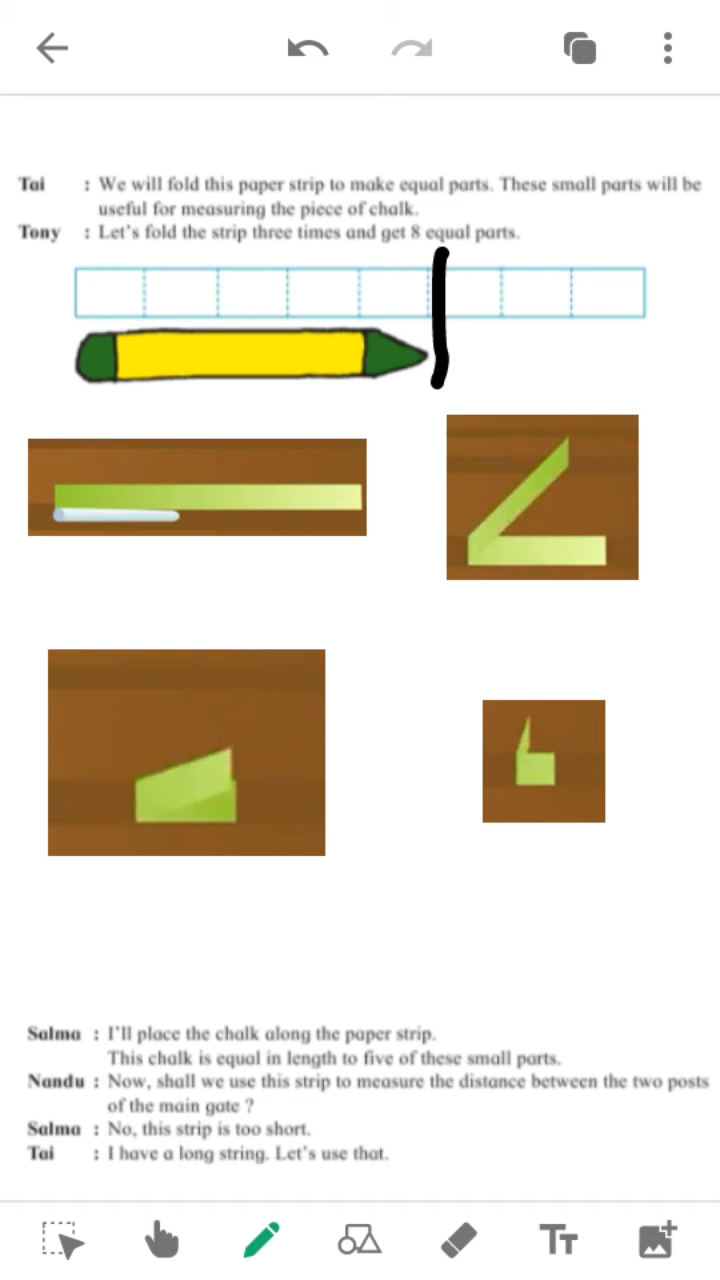 Tai : We will fold this paper strip to make equal parts. These small parts will be
useful for measuring the piece of chalk.
Tony : Let's fold the strip three times and get 8 equal parts.
Salma : I'll place the chalk along the paper strip.
This chalk is equal in length to five of these small parts.
Nandu : Now, shall we use this strip to measure the distance between the two posts
of the main gate ?
Salma : No, this strip is too short.
Tai : I have a long string. Let's use that.
TT